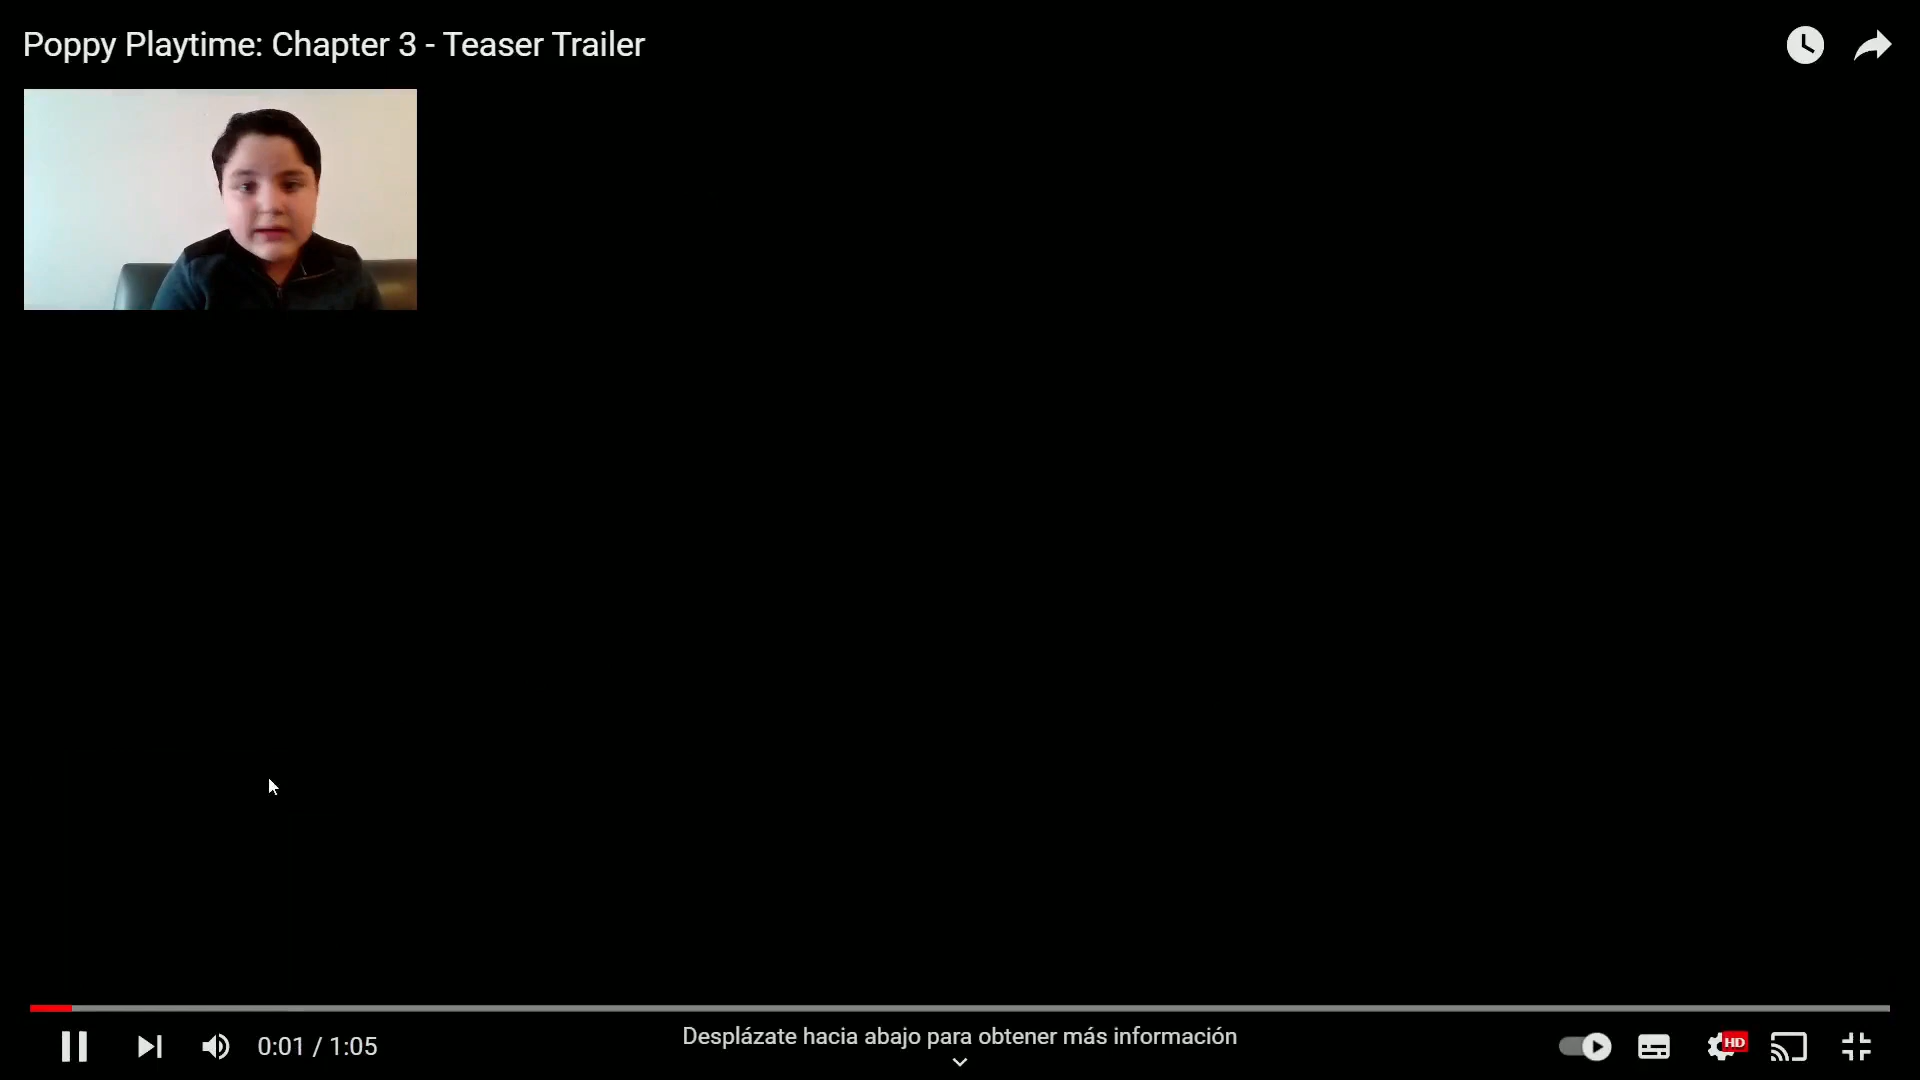 Poppy Playtime: Chapter 3 - Teaser Trailer
0:01 / 1:05
Desplázate hacia abajo para obtener más información
HD